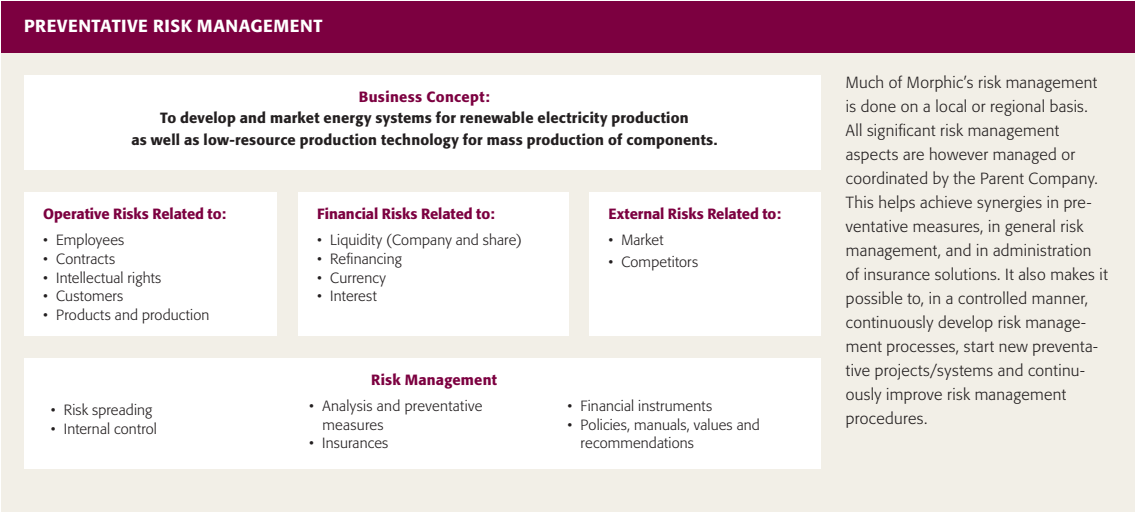 PREVENTATIVE RISK MANAGEMENT
Business Concept:
To develop and market energy systems for renewable electricity production
as well as low-resource production technology for mass production of components.
Operative Risks Related to:
• Employees
• Contracts
• Intellectual rights
• Customers
• Products and production
Financial Risks Related to:
• Liquidity (Company and share)
• Refinancing
• Currency
• Interest
External Risks Related to:
• Market
• Competitors
Risk Management
• Risk spreading
• Internal control
• Analysis and preventative
measures
• Insurances
• Financial instruments
• Policies, manuals, values and
recommendations
Much of Morphic's risk management
is done on a local or regional basis.
All significant risk management
aspects are however managed or
coordinated by the Parent Company.
This helps achieve synergies in pre-
ventative measures, in general risk
management, and in administration
of insurance solutions. It also makes it
possible to, in a controlled manner,
continuously develop risk manage-
ment processes, start new preventa-
tive projects/systems and continu-
ously improve risk management
procedures.